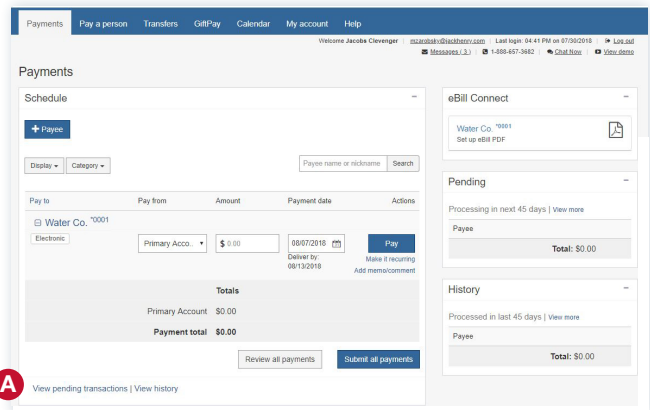 Payments Pay a person Transfers GiftPay Calendar My account Help
Welcome Jacobs Clevenger | mzarobsky@jackhenry.com | Last login: 04:41 PM on 07/30/2018 | Log out
Messages ( 3 ) | 1-888-657-3682 | Chat Now | View demo
Payments
Schedule −
+ Payee
Display Category Payee name or nickname Search
Pay to Pay from Amount Payment date Actions
Water Co. *0001
Electronic Primary Acco.. $ 0.00 08/07/2018 Pay
Deliver by: Make it recurring
08/13/2018 Add memo/comment
Totals
Primary Account $0.00
Payment total $0.00
Review all payments Submit all payments
A
View pending transactions | View history
eBill Connect −
Water Co. *0001
Set up eBill PDF
Pending −
Processing in next 45 days | View more
Payee
Total: $0.00
History −
Processed in last 45 days | View more
Payee
Total: $0.00